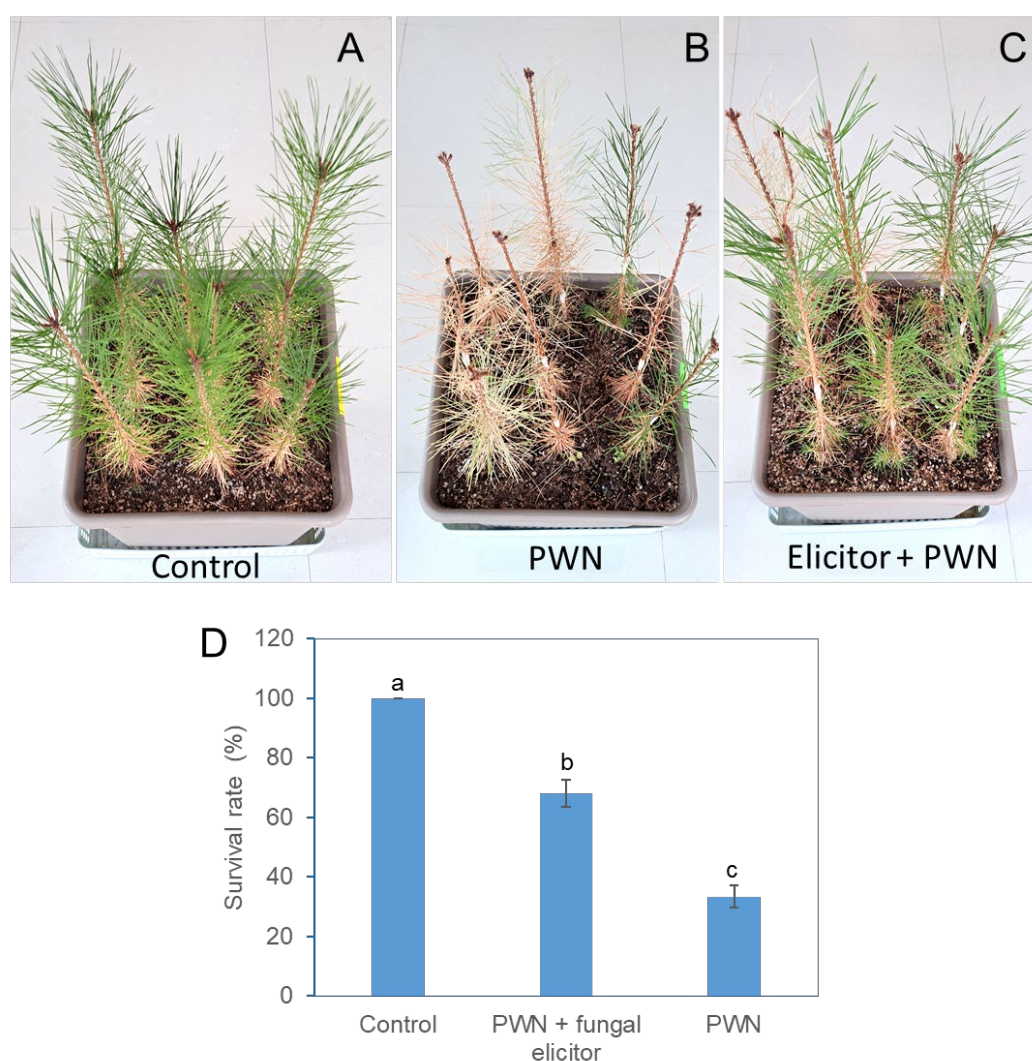 A
B
C
Control
PWN
Elicitor + PWN
D
120
100
80
60
40
20
0
Survival rate (%)
a
b
c
Control
PWN + fungal
elicitor
PWN